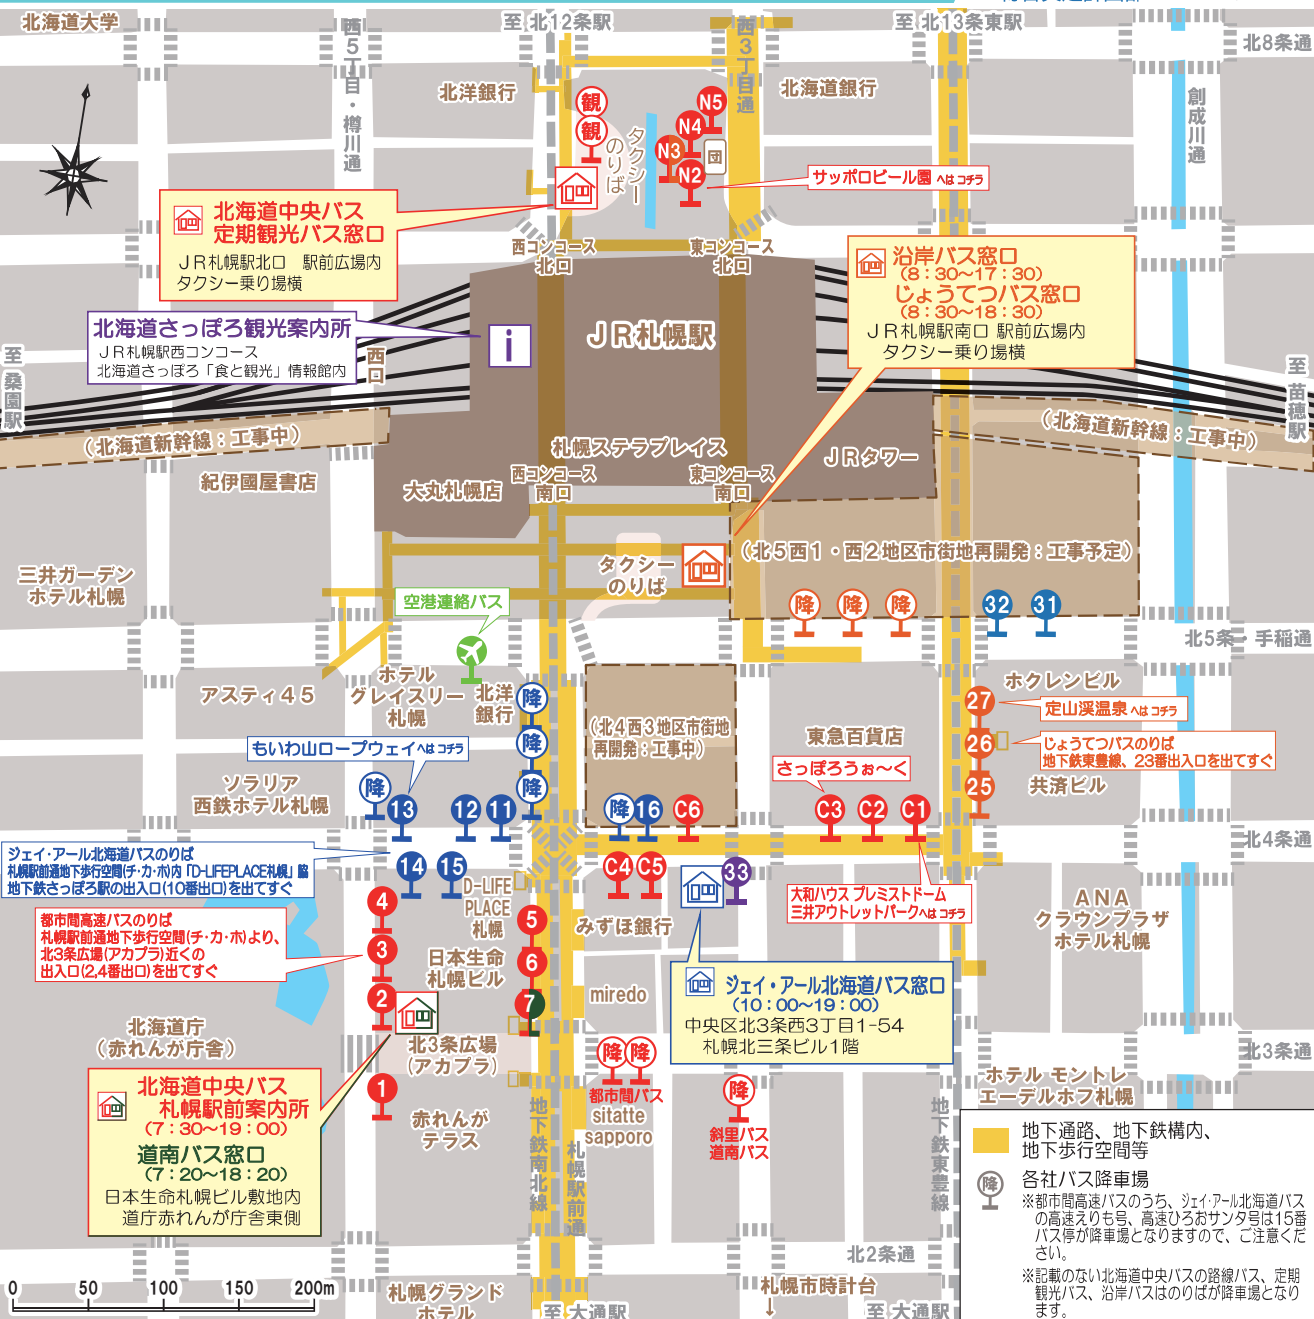 北海道大学
西5丁目・樽川通
至 北12条駅
西3丁目通
至 北13条東駅
北8条通
北洋銀行
北海道銀行
創成川通
観
観
タクシー
のりば
N5
N4
N3
N2
団
サッポロビール園 へは コチラ
北海道中央バス
定期観光バス窓口
JR札幌駅北口 駅前広場内
タクシー乗り場横
西コンコース
北口
東コンコース
北口
沿岸バス窓口
(8:30~17:30)
じょうてつバス窓口
(8:30~18:30)
JR札幌駅南口 駅前広場内
タクシー乗り場横
北海道さっぽろ観光案内所
JR札幌駅西コンコース
北海道さっぽろ「食と観光」情報館内
i
JR札幌駅
西口
至 桑園駅
至 苗穂駅
(北海道新幹線:工事中)
(北海道新幹線:工事中)
札幌ステラプレイス
JRタワー
紀伊國屋書店
大丸札幌店
西コンコース
南口
東コンコース
南口
(北5西1・西2地区市街地再開発:工事予定)
三井ガーデン
ホテル札幌
タクシー
のりば
空港連絡バス
降
降
降
32
31
北5条・手稲通
アスティ45
ホテル
グレイスリー
札幌
北洋
銀行
降
降
降
(北4西3地区市街地
再開発:工事中)
東急百貨店
ホクレンビル
27
定山渓温泉 へは コチラ
26
じょうてつバスのりば
地下鉄東豊線、23番出入口を出てすぐ
25
共済ビル
もいわ山ロープウェイ へは コチラ
ソラリア
西鉄ホテル札幌
さっぽろうぉ~く
降
13
12
11
降
16
C6
C3
C2
C1
北4条通
ジェイ・アール北海道バスのりば
札幌駅前通地下歩行空間(チ・カ・ホ)内「D-LIFEPLACE札幌」脇
地下鉄さっぽろ駅の出入口(10番出口)を出てすぐ
14
15
C4
C5
33
D-LIFE
PLACE
札幌
大和ハウス プレミストドーム
三井アウトレットパークへは コチラ
ANA
クラウンプラザ
ホテル札幌
都市間高速バスのりば
札幌駅前通地下歩行空間(チ・カ・ホ)より、
北3条広場(アカプラ)近くの
出入口(2,4番出口)を出てすぐ
4
3
2
5
6
7
みずほ銀行
日本生命
札幌ビル
miredo
ジェイ・アール北海道バス窓口
(10:00~19:00)
中央区北3条西3丁目1-54
札幌北三条ビル1階
北海道庁
(赤れんが庁舎)
北3条広場
(アカプラ)
北3条通
降
降
都市間バス
sitatte
sapporo
降
斜里バス
道南バス
ホテル モントレ
エーデルホフ札幌
北海道中央バス
札幌駅前案内所
(7:30~19:00)
道南バス窓口
(7:20~18:20)
日本生命札幌ビル敷地内
道庁赤れんが庁舎東側
1
赤れんが
テラス
地下鉄南北線
札幌駅前通
地下鉄東豊線
地下通路、地下鉄構内、
地下歩行空間等
降
各社バス降車場
※都市間高速バスのうち、ジェイ・アール北海道バス
の高速えりも号、高速ひろおサンタ号は15番
バス停が降車場となりますので、ご注意くだ
さい。
※記載のない北海道中央バスの路線バス、定期
観光バス、沿岸バスはのりばが降車場となり
ます。
北2条通
0 50 100 150 200m
札幌グランド
ホテル
至 大通駅
札幌市時計台
↓
至 大通駅